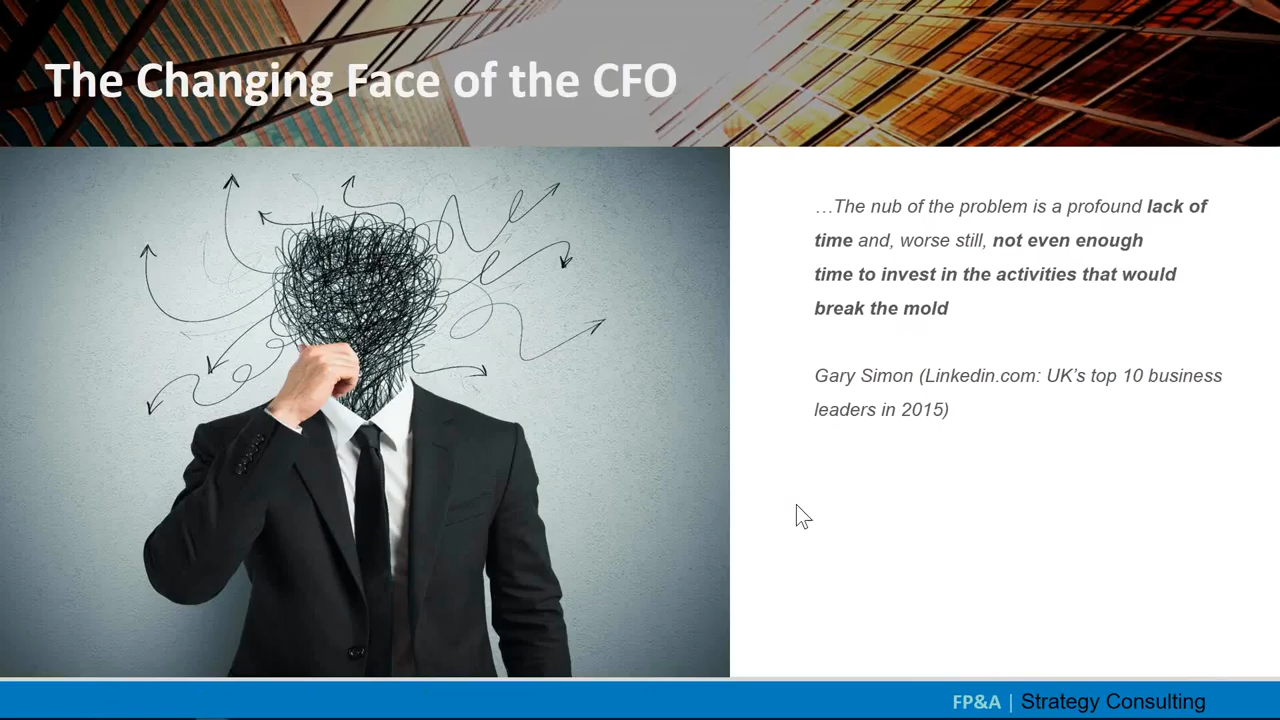 The Changing Face of the CFO
…The nub of the problem is a profound lack of
time and, worse still, not even enough
time to invest in the activities that would
break the mold
Gary Simon (Linkedin.com: UK's top 10 business
leaders in 2015)
FP&A | Strategy Consulting